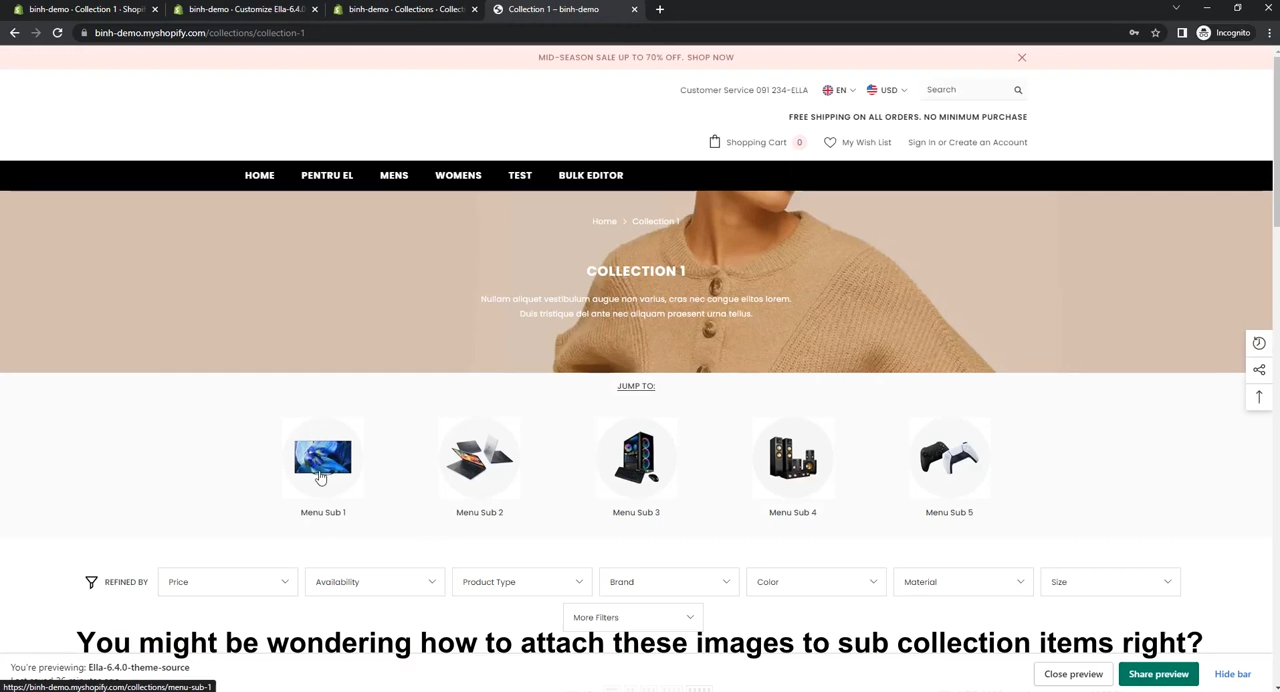 binh-demo · Collection 1 · Shopi
binh-demo · Customize Ella-6.4.0
binh-demo · Collections · Collect
Collection 1 – binh-demo
binh-demo.myshopify.com/collections/collection-1
Incognito
MID-SEASON SALE UP TO 70% OFF. SHOP NOW
Customer Service 091 234-ELLA
EN
USD
Search
FREE SHIPPING ON ALL ORDERS. NO MINIMUM PURCHASE
Shopping Cart 0
My Wish List
Sign In or Create an Account
HOME
PENTRU EL
MENS
WOMENS
TEST
BULK EDITOR
Home > Collection 1
COLLECTION 1
Nullam aliquet vestibulum augue non varius, cras nec congue elitos lorem.
Duis tristique del ante nec aliquam praesent urna tellus.
JUMP TO:
Menu Sub 1
Menu Sub 2
Menu Sub 3
Menu Sub 4
Menu Sub 5
REFINED BY
Price
Availability
Product Type
Brand
Color
Material
Size
More Filters
You might be wondering how to attach these images to sub collection items right?
You're previewing: Ella-6.4.0-theme-source
Close preview
Share preview
Hide bar
https://binh-demo.myshopify.com/collections/menu-sub-1